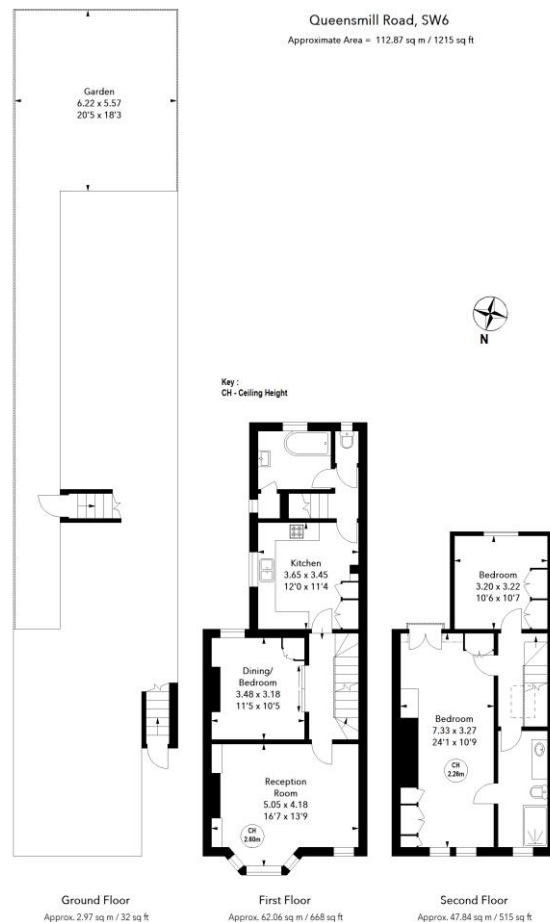 Queensmill Road, SW6
Approximate Area = 112.87 sq m / 1215 sq ft
Garden
6.22 x 5.57
20'5 x 18'3
N
Key :
CH - Ceiling Height
Kitchen
3.65 x 3.45
12'0 x 11'4
Dining/
Bedroom
3.48 x 3.18
11'5 x 10'5
Reception
Room
5.05 x 4.18
16'7 x 13'9
CH
2.60m
Bedroom
3.20 x 3.22
10'6 x 10'7
Bedroom
7.33 x 3.27
24'1 x 10'9
CH
2.26m
Ground Floor
Approx. 2.97 sq m / 32 sq ft
First Floor
Approx. 62.06 sq m / 668 sq ft
Second Floor
Approx. 47.84 sq m / 515 sq ft